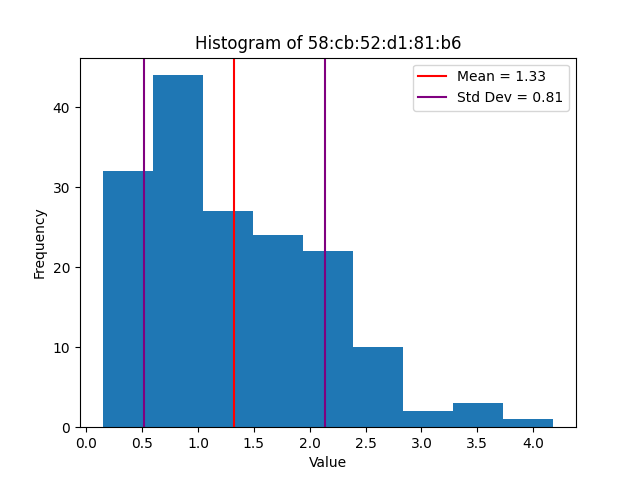 Histogram of 58:cb:52:d1:81:b6
Mean = 1.33
Std Dev = 0.81
Frequency
40
30
20
10
0
0.0 0.5 1.0 1.5 2.0 2.5 3.0 3.5 4.0
Value